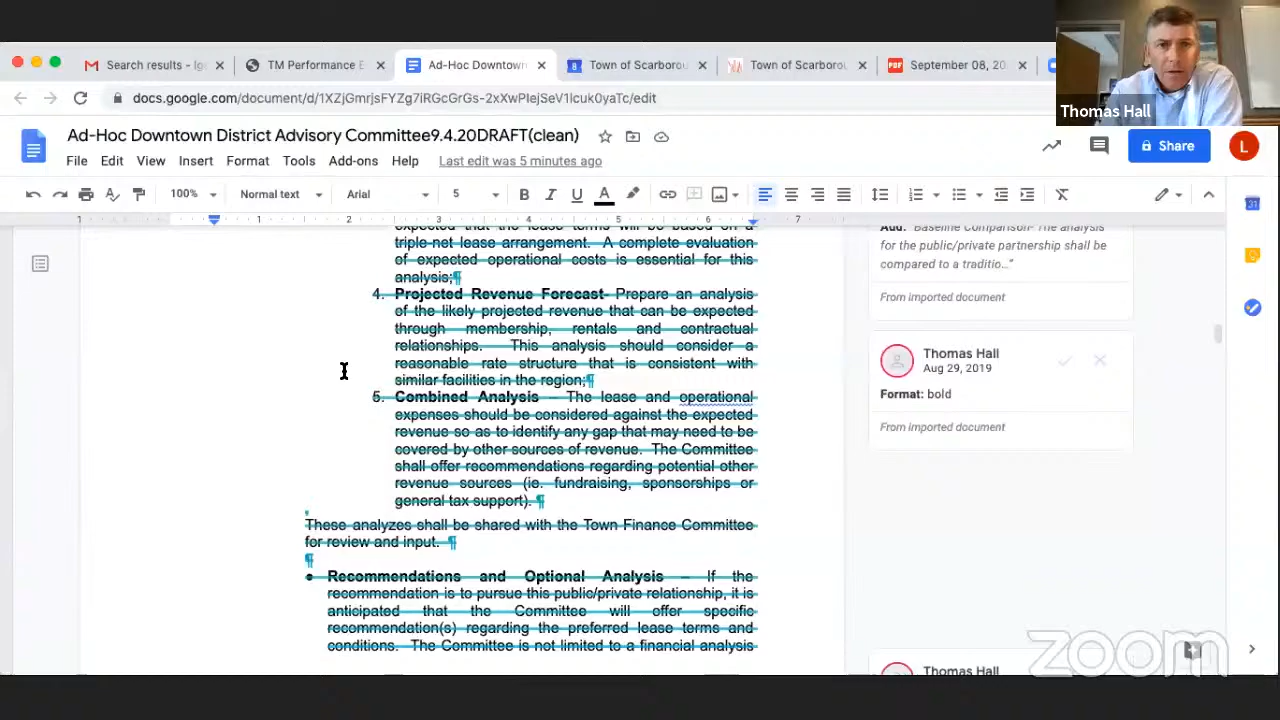 Thomas Hall
Search results - (g
TM Performance E
Ad-Hoc Downtown
Town of Scarborou
Town of Scarborou
September 08, 20
docs.google.com/document/d/1XZjGmrjsFYZg7iRGcGrGs-2xXwPIejSeV1lcuk0yaTc/edit
Ad-Hoc Downtown District Advisory Committee9.4.20DRAFT(clean)
File Edit View Insert Format Tools Add-ons Help Last edit was 5 minutes ago
Share
L
100% Normal text Arial 5 B I U A
1 1 2 3 4 5 6 7
expected that the lease terms will be based on a
triple-net lease arrangement. A complete evaluation
of expected operational costs is essential for this
analysis;¶
4. Projected Revenue Forecast- Prepare an analysis
of the likely projected revenue that can be expected
through membership, rentals and contractual
relationships. This analysis should consider a
reasonable rate structure that is consistent with
similar facilities in the region;¶
5. Combined Analysis – The lease and operational
expenses should be considered against the expected
revenue so as to identify any gap that may need to be
covered by other sources of revenue. The Committee
shall offer recommendations regarding potential other
revenue sources (ie. fundraising, sponsorships or
general tax support). ¶
These analyzes shall be shared with the Town Finance Committee
for review and input. ¶
¶
• Recommendations and Optional Analysis – If the
recommendation is to pursue this public/private relationship, it is
anticipated that the Committee will offer specific
recommendation(s) regarding the preferred lease terms and
conditions. The Committee is not limited to a financial analysis
Add: "Baseline Comparison- The analysis
for the public/private partnership shall be
compared to a traditio…"
From imported document
Thomas Hall
Aug 29, 2019
Format: bold
From imported document
Thomas Hall
zoom